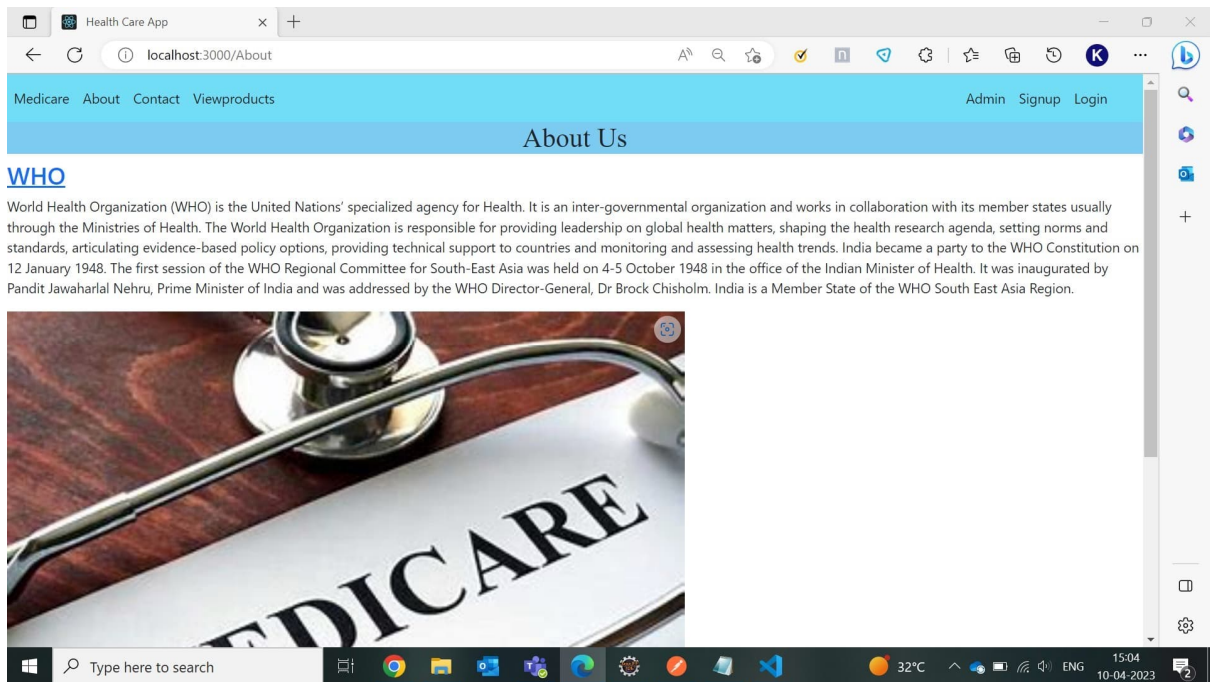 Health Care App
localhost:3000/About
K
Medicare About Contact Viewproducts
Admin Signup Login
About Us
WHO
World Health Organization (WHO) is the United Nations' specialized agency for Health. It is an inter-governmental organization and works in collaboration with its member states usually
through the Ministries of Health. The World Health Organization is responsible for providing leadership on global health matters, shaping the health research agenda, setting norms and
standards, articulating evidence-based policy options, providing technical support to countries and monitoring and assessing health trends. India became a party to the WHO Constitution on
12 January 1948. The first session of the WHO Regional Committee for South-East Asia was held on 4-5 October 1948 in the office of the Indian Minister of Health. It was inaugurated by
Pandit Jawaharlal Nehru, Prime Minister of India and was addressed by the WHO Director-General, Dr Brock Chisholm. India is a Member State of the WHO South East Asia Region.
EDICARE
Type here to search
32°C
ENG
15:04
10-04-2023
2